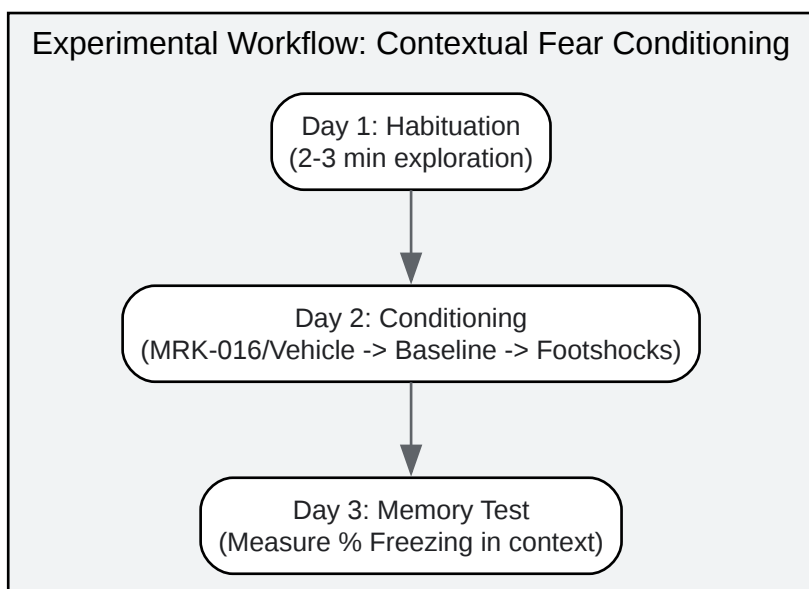 Experimental Workflow: Contextual Fear Conditioning
Day 1: Habituation
(2-3 min exploration)
Day 2: Conditioning
(MRK-016/Vehicle -> Baseline -> Footshocks)
Day 3: Memory Test
(Measure % Freezing in context)